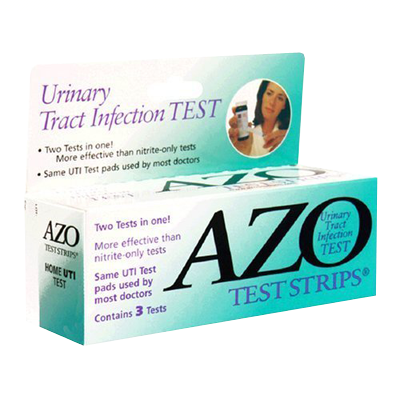 Urinary
Tract Infection TEST
• Two Tests in one!
More effective than nitrite-only tests
• Same UTI Test pads used by most doctors
AZO
TEST STRIPS®
HOME UTI
TEST
Two Tests in one!
More effective than
nitrite-only tests
Same UTI Test
pads used by
most doctors
Contains 3 Tests
AZO
Urinary
Tract
Infection
TEST
TEST STRIPS®